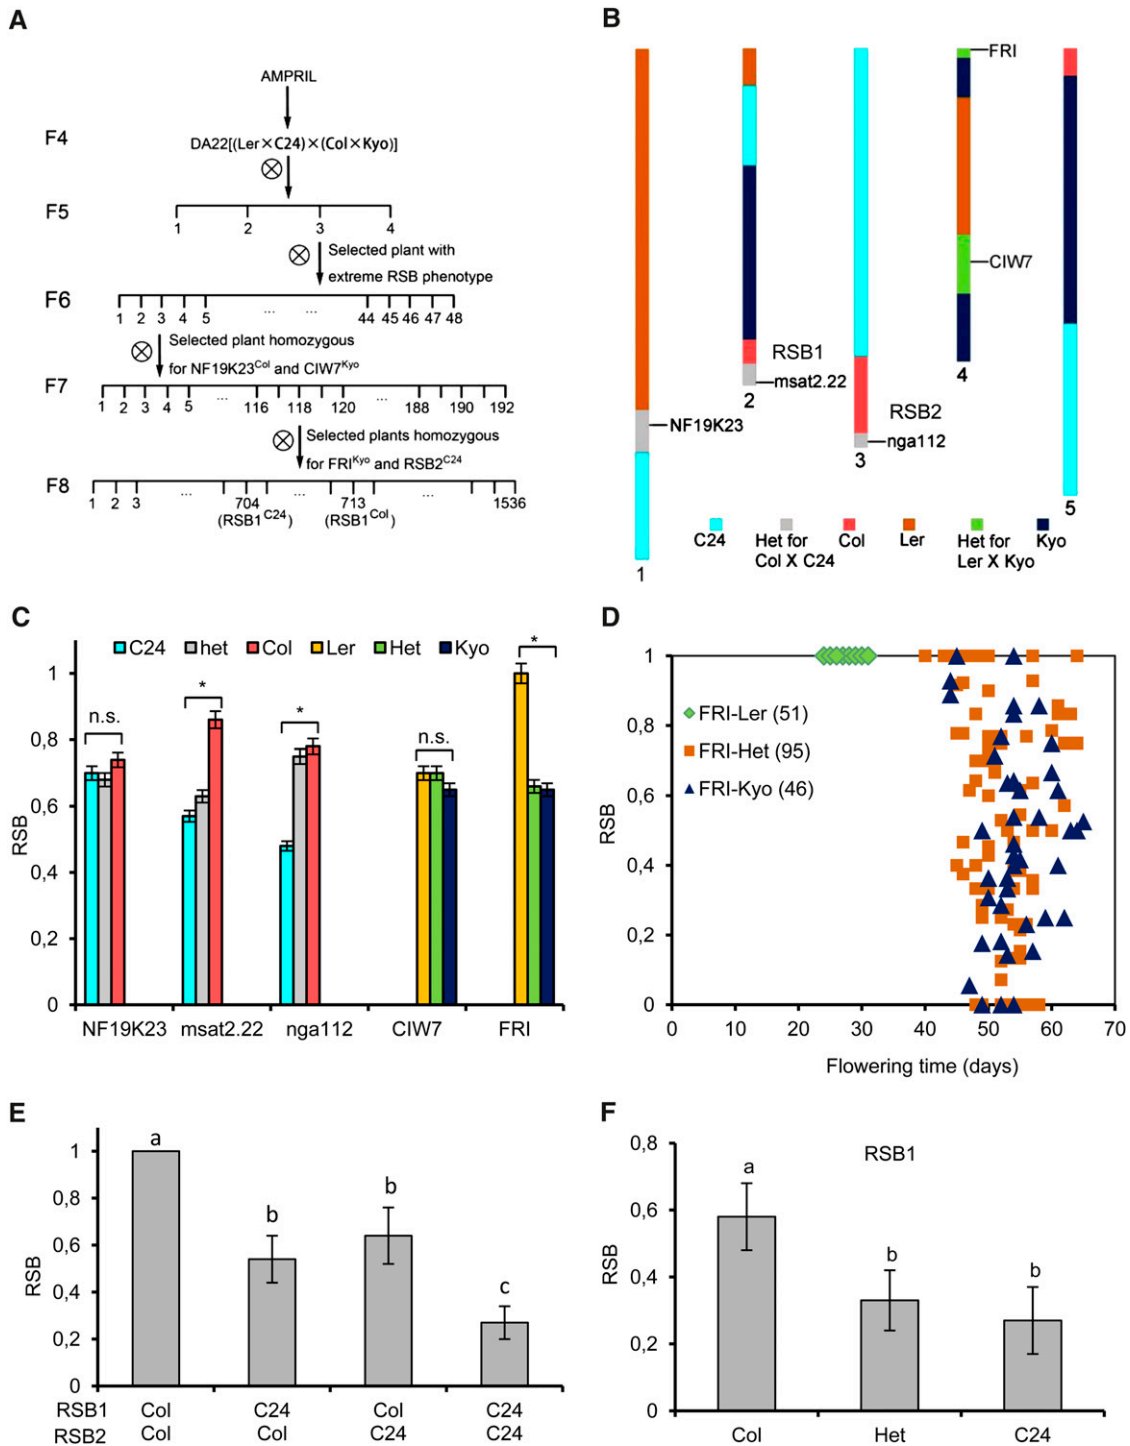 A
AMPRIL
F4
DA22[(Ler×C24)×(Col×Kyo)]
F5
1 2 3 4
Selected plant with
extreme RSB phenotype
F6
1 2 3 4 5 ... ... 44 45 46 47 48
Selected plant homozygous
for NF19K23Col and CIW7Kyo
F7
1 2 3 4 5 ... 116 118 120 ... 188 190 192
Selected plants homozygous
for FRIKyo and RSB2C24
F8
1 2 3 ... 704 ... 713 ... 1536
(RSB1C24) (RSB1Col)
B
FRI
CIW7
RSB1
msat2.22
2
4
RSB2
NF19K23
nga112
3
5
1
C24
Het for
Col X C24
Col
Ler
Het for
Ler X Kyo
Kyo
C
C24 het Col Ler Het Kyo
RSB
1
0,8
0,6
0,4
0,2
0
n.s.
*
*
n.s.
*
NF19K23 msat2.22 nga112 CIW7 FRI
D
RSB
1
0,8
0,6
0,4
0,2
0
FRI-Ler (51)
FRI-Het (95)
FRI-Kyo (46)
0 10 20 30 40 50 60 70
Flowering time (days)
E
RSB
1
0,8
0,6
0,4
0,2
0
a
b
b
c
RSB1 Col C24 Col C24
RSB2 Col Col C24 C24
F
RSB1
RSB
0,8
0,6
0,4
0,2
0
a
b
b
Col Het C24